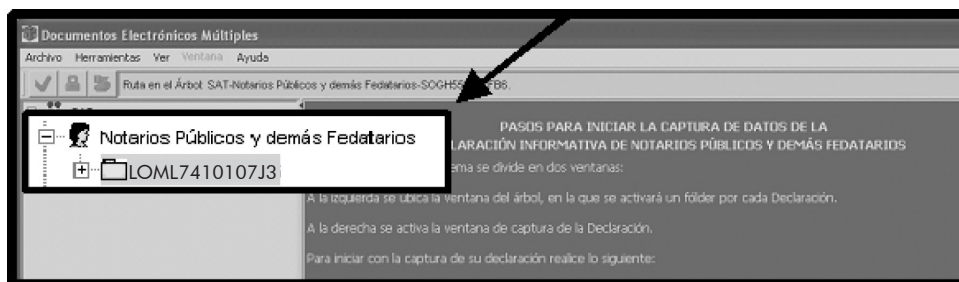 Documentos Electrónicos Múltiples
Archivo Herramientas Ver Ventana Ayuda
Ruta en el Árbol: SAT-Notarios Públicos y demás Fedatarios-
Notarios Públicos y demás Fedatarios
LOML7410107J3
PASOS PARA INICIAR LA CAPTURA DE DATOS DE LA
LARACIÓN INFORMATIVA DE NOTARIOS PÚBLICOS Y DEMÁS FEDATARIOS
ema se divide en dos ventanas:
A la izquierda se ubica la ventana del árbol, en la que se activará un fólder por cada Declaración.
A la derecha se activa la ventana de captura de la Declaración.
Para iniciar con la captura de su declaración realice lo siguiente: